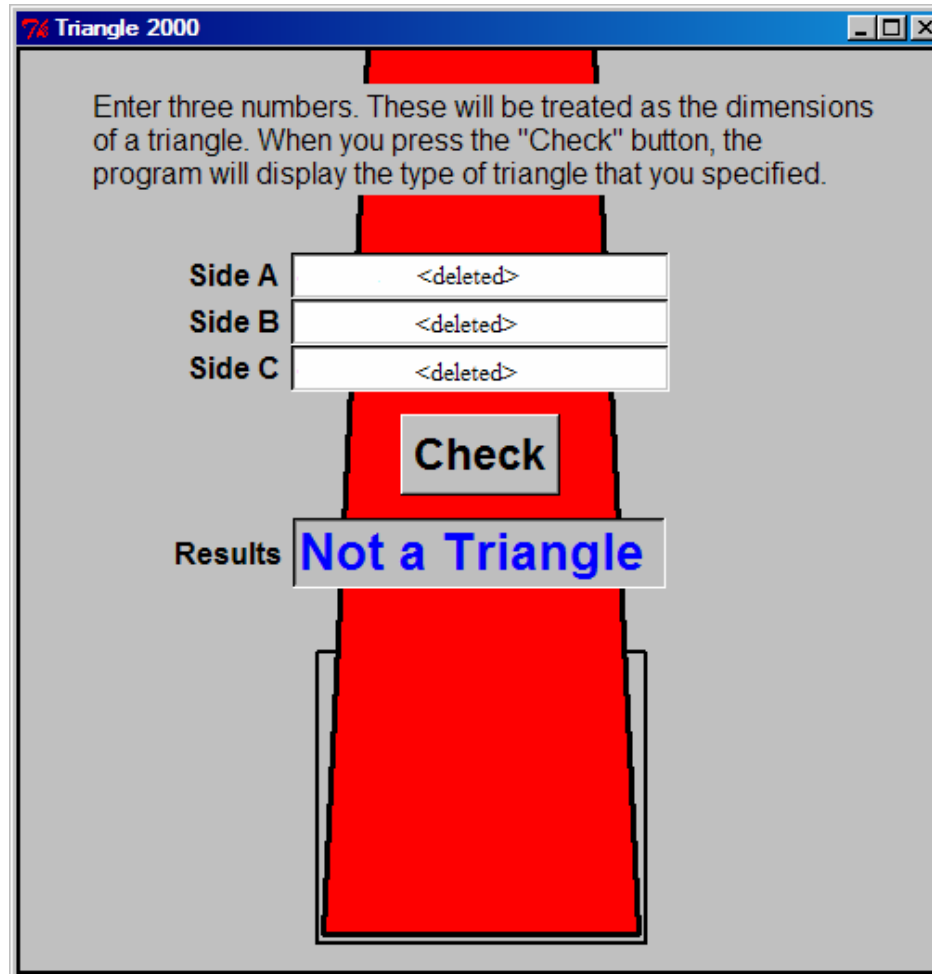 Triangle 2000
Enter three numbers. These will be treated as the dimensions
of a triangle. When you press the "Check" button, the
program will display the type of triangle that you specified.
Side A <deleted>
Side B <deleted>
Side C <deleted>
Check
Results Not a Triangle